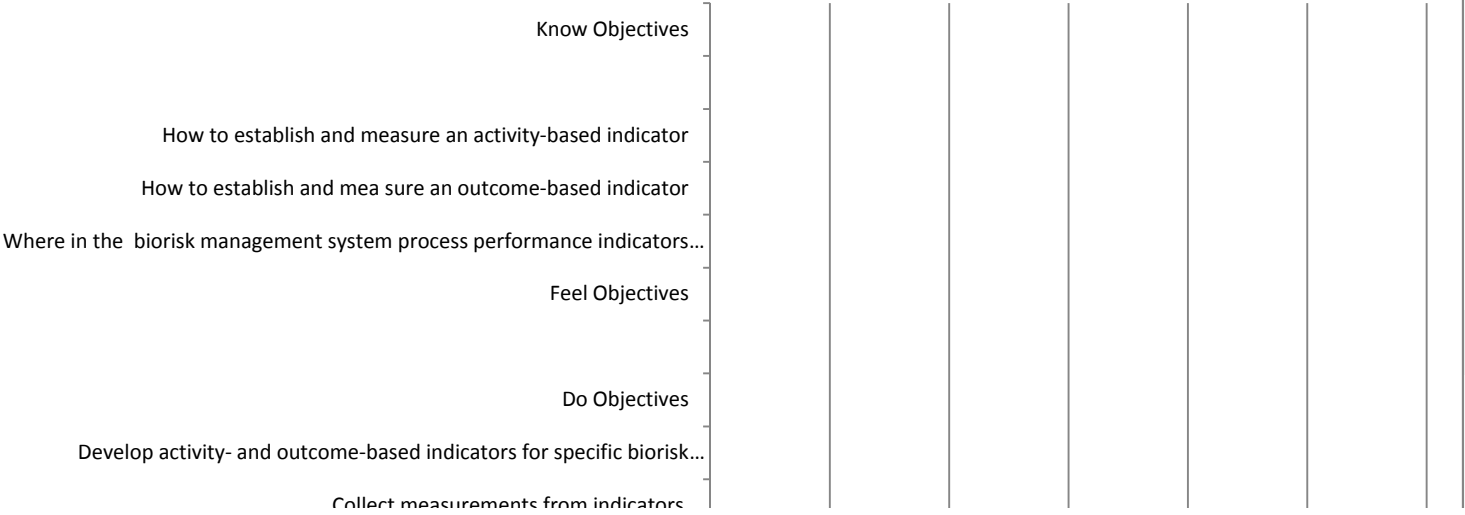 Know Objectives
How to establish and measure an activity-based indicator
How to establish and mea sure an outcome-based indicator
Where in the  biorisk management system process performance indicators…
Feel Objectives
Do Objectives
Develop activity- and outcome-based indicators for specific biorisk…
Collect measurements from indicators